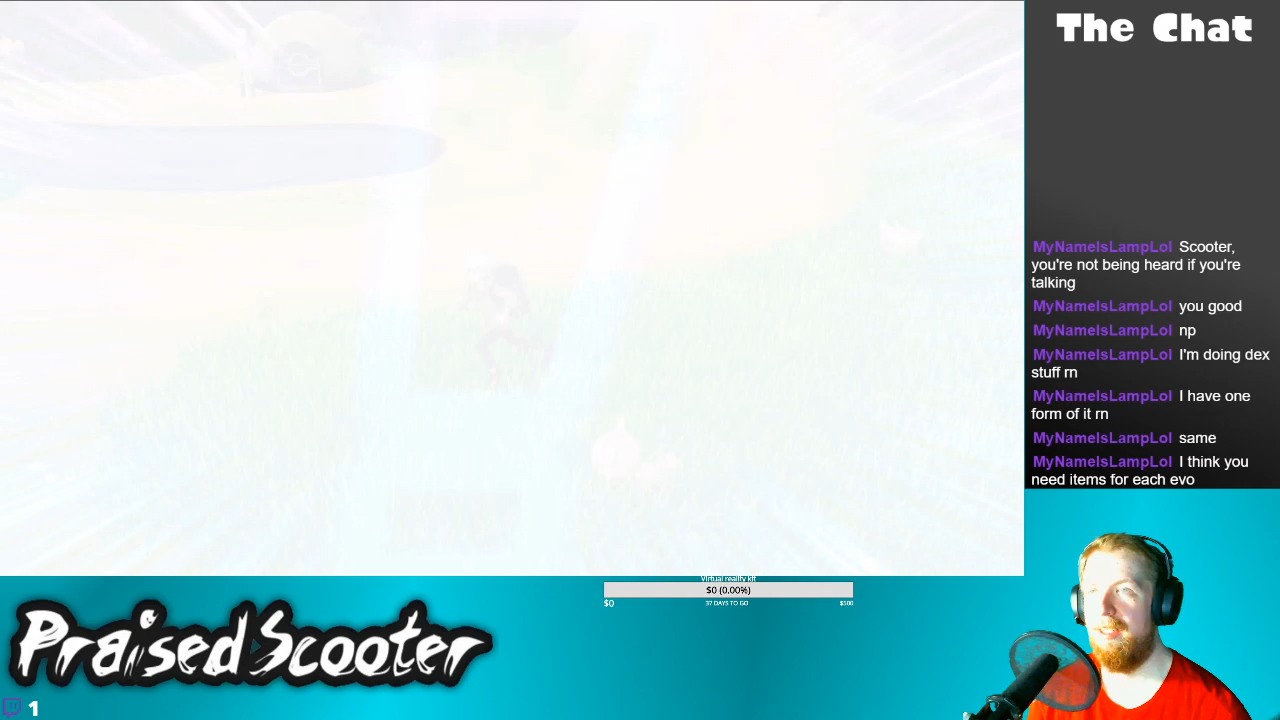 The Chat
MyNameIsLampLol Scooter,
you're not being heard if you're
talking
MyNameIsLampLol you good
MyNameIsLampLol np
MyNameIsLampLol I'm doing dex
stuff rn
MyNameIsLampLol I have one
form of it rn
MyNameIsLampLol same
MyNameIsLampLol I think you
need items for each evo
Virtual reality kit
$0 (0.00%)
$0 37 DAYS TO GO $500
PraisedScooter
1